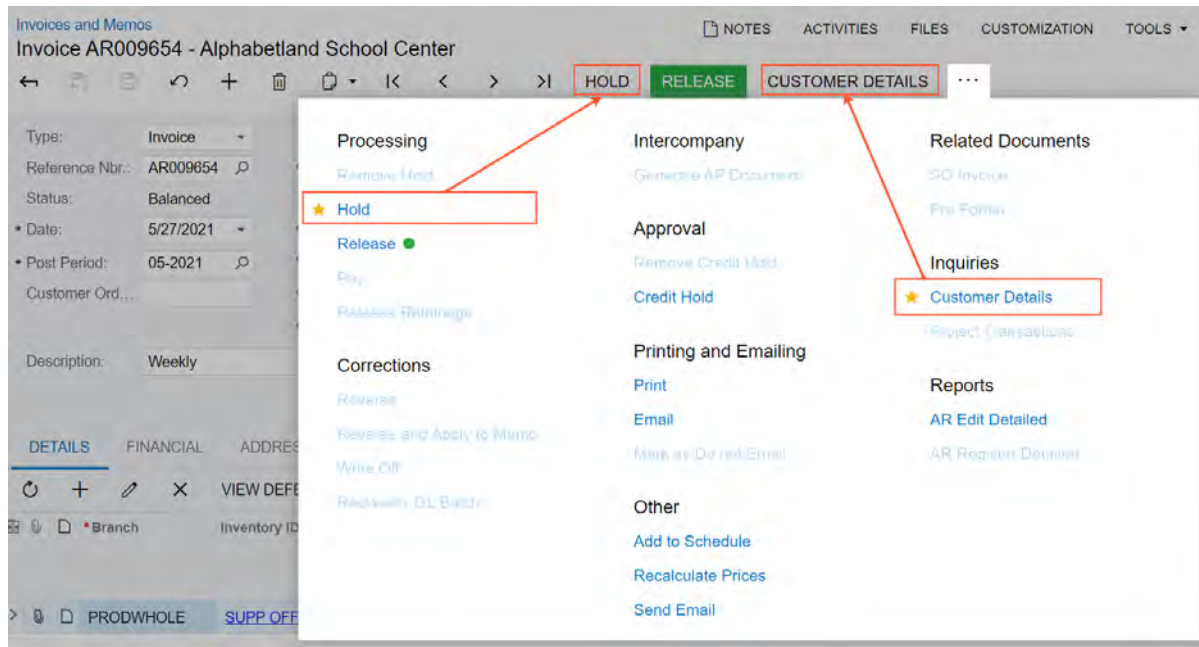 Invoices and Memos
Invoice AR009654 - Alphabetland School Center
NOTES ACTIVITIES FILES CUSTOMIZATION TOOLS
HOLD RELEASE CUSTOMER DETAILS ...
Type: Invoice
Reference Nbr.: AR009654
Status: Balanced
* Date: 5/27/2021
* Post Period: 05-2021
Customer Ord...
Description: Weekly
DETAILS FINANCIAL ADDRES
VIEW DEFE
* Branch Inventory ID
PRODWHOLE SUPP OFF
Processing
Remove Hold
Hold
Release
Pay
Release Retainage
Corrections
Reverse
Reverse and Apply to Memo
Write Off
Reclassify GL Batch
Intercompany
Generate AP Document
Approval
Remove Credit Hold
Credit Hold
Printing and Emailing
Print
Email
Mark as Do not Email
Other
Add to Schedule
Recalculate Prices
Send Email
Related Documents
SO Invoice
Pro Forma
Inquiries
Customer Details
Project Transactions
Reports
AR Edit Detailed
AR Register Detailed